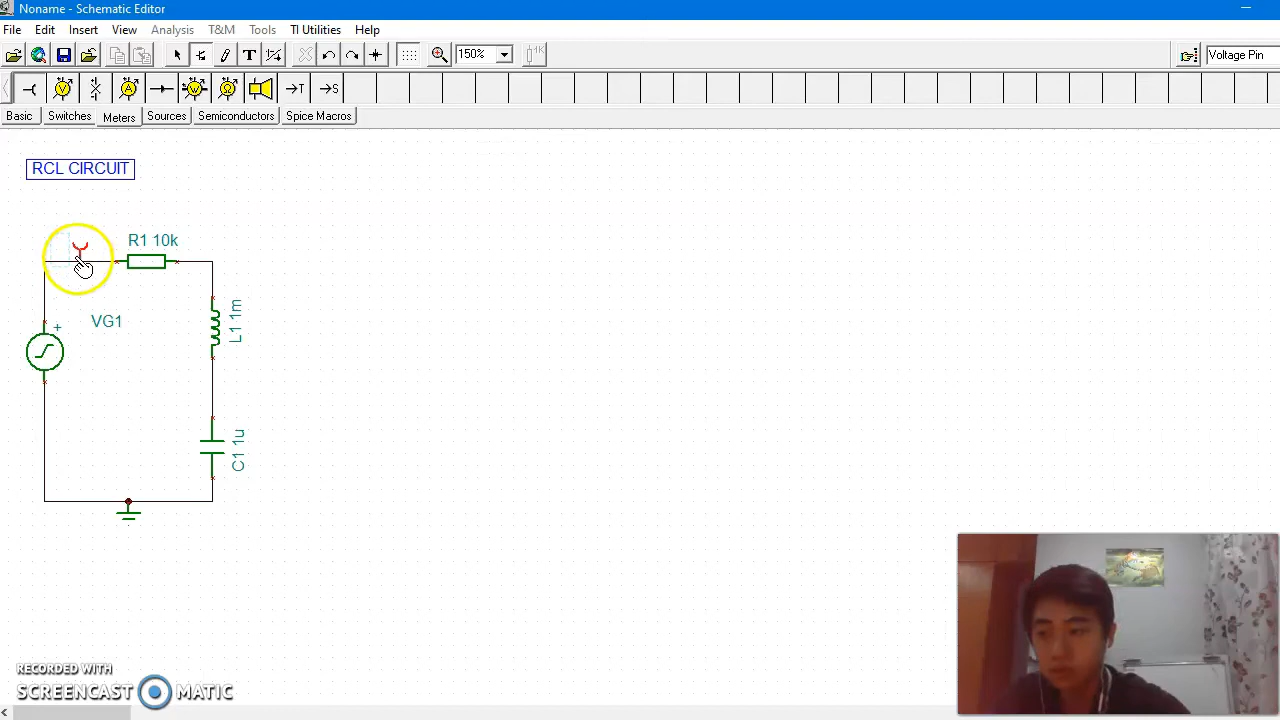 Noname - Schematic Editor
File Edit Insert View Analysis T&M Tools TI Utilities Help
150% 1K Voltage Pin
V A W Ω →T →S
Basic Switches Meters Sources Semiconductors Spice Macros
RCL CIRCUIT
R1 10k
L1 1m
VG1
+
C1 1u
RECORDED WITH
SCREENCAST MATIC